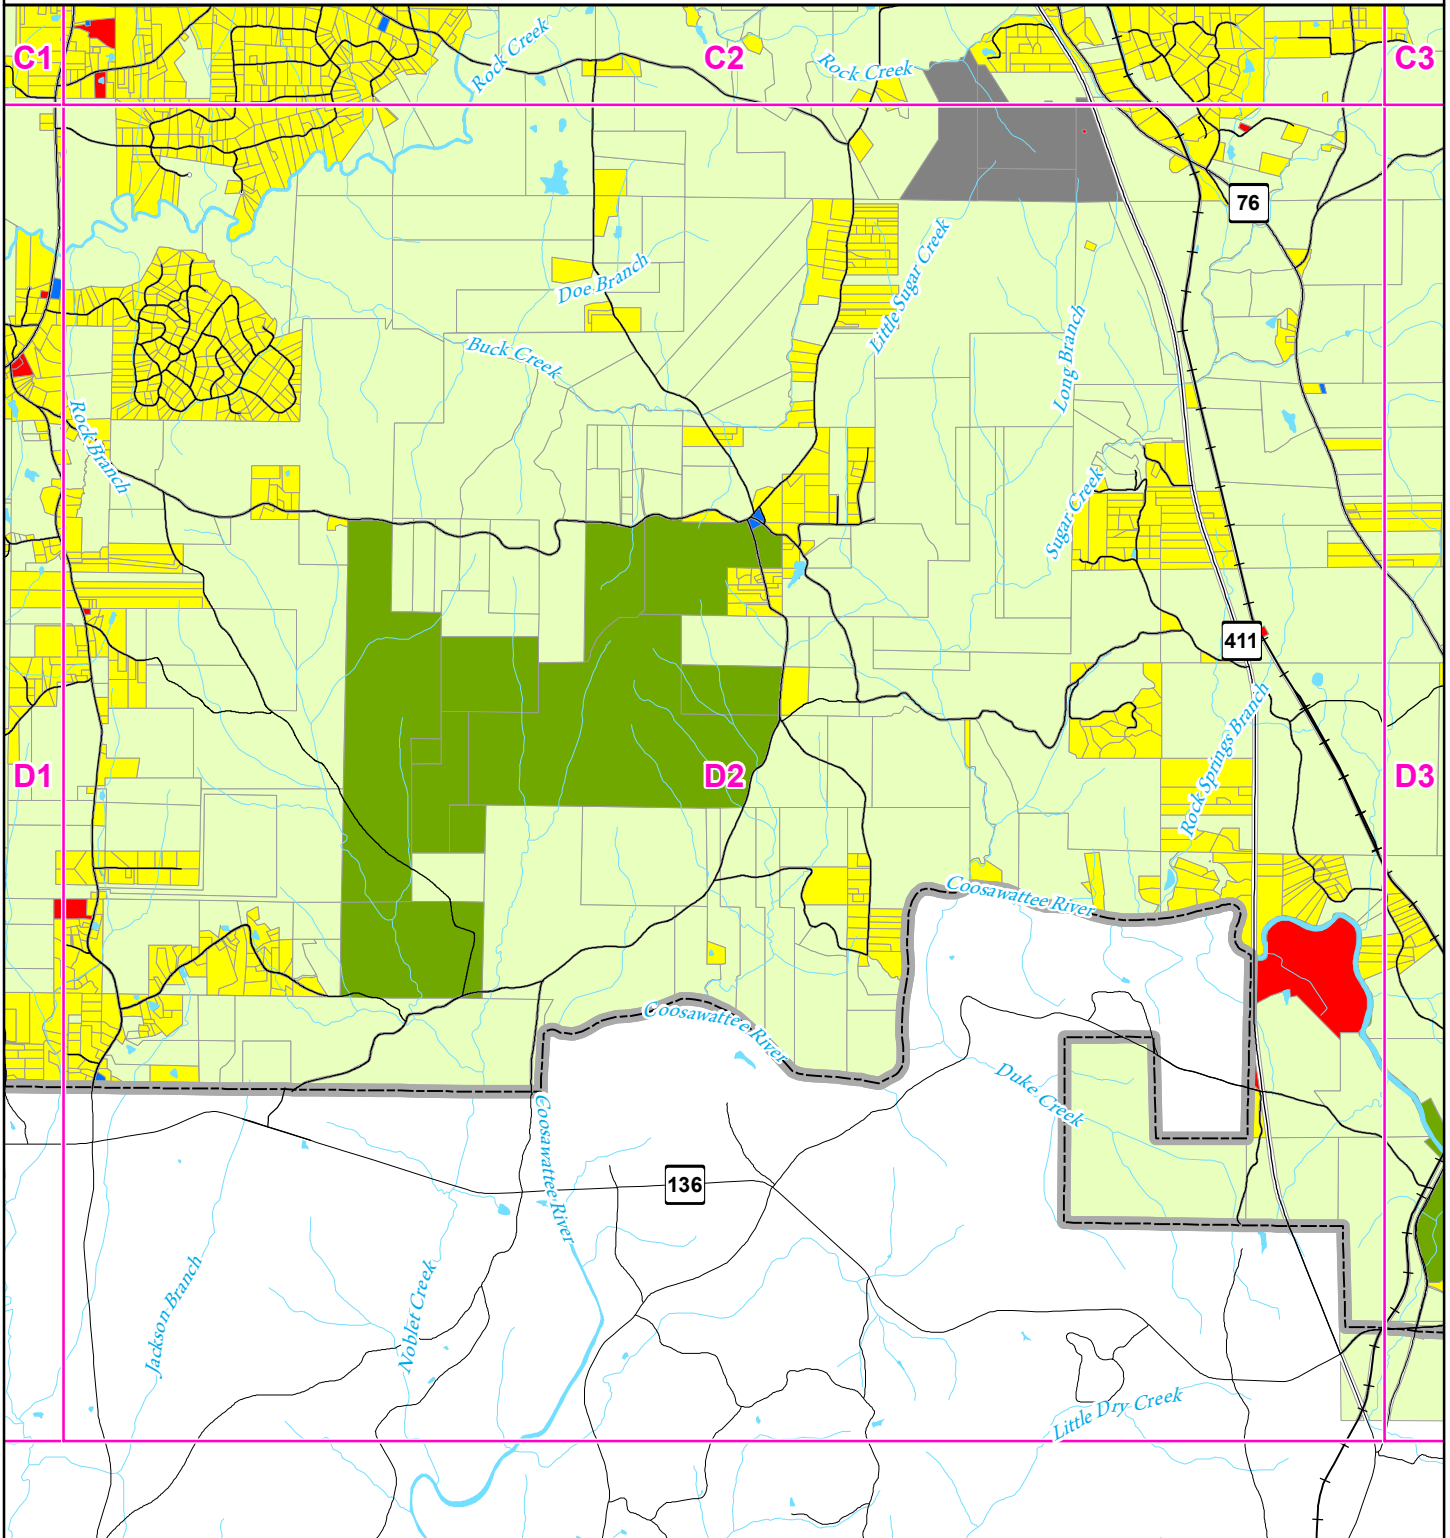 C1
C2
C3
Rock Creek
Rock Creek
76
Little Sugar Creek
Doe Branch
Buck Creek
Long Branch
Rock Branch
Sugar Creek
411
Rock Springs Branch
D1
D2
D3
Coosawattee River
Coosawattee River
Duke Creek
Coosawattee River
136
Jackson Branch
Noblet Creek
Little Dry Creek